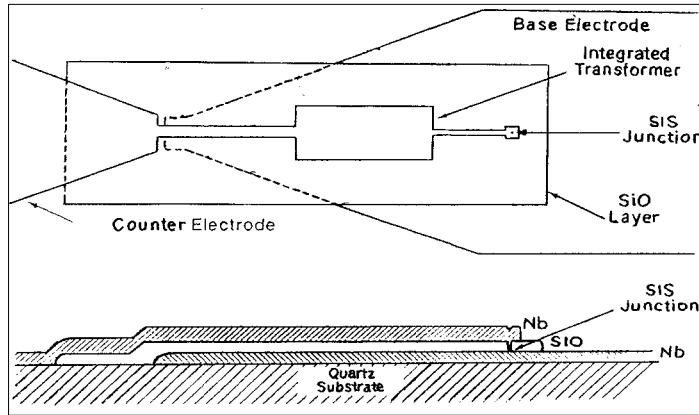 Base Electrode
Integrated
Transformer
SIS
Junction
SiO
Layer
Counter Electrode
SIS
Junction
Nb
SiO
Nb
Quartz
Substrate